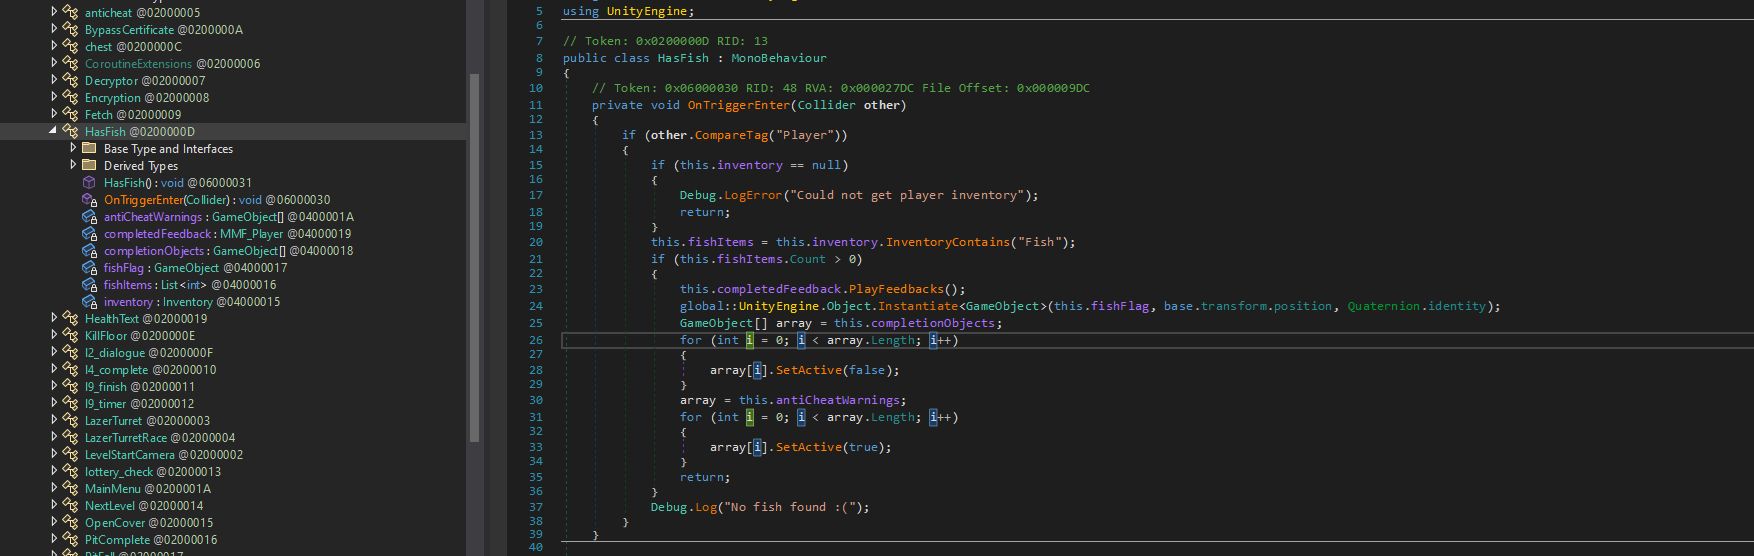 anticheat @02000005
BypassCertificate @0200000A
chest @0200000C
CoroutineExtensions @02000006
Decryptor @02000007
Encryption @02000008
Fetch @02000009
HasFish @0200000D
Base Type and Interfaces
Derived Types
HasFish() : void @06000031
OnTriggerEnter(Collider) : void @06000030
antiCheatWarnings : GameObject[] @0400001A
completedFeedback : MMF_Player @04000019
completionObjects : GameObject[] @04000018
fishFlag : GameObject @04000017
fishItems : List<int> @04000016
inventory : Inventory @04000015
HealthText @02000019
KillFloor @0200000E
l2_dialogue @0200000F
l4_complete @02000010
l9_finish @02000011
l9_timer @02000012
LazerTurret @02000003
LazerTurretRace @02000004
LevelStartCamera @02000002
lottery_check @02000013
MainMenu @0200001A
NextLevel @02000014
OpenCover @02000015
PitComplete @02000016
PitFall @02000017
5 using UnityEngine;
6
7 // Token: 0x0200000D RID: 13
8 public class HasFish : MonoBehaviour
9 {
10 // Token: 0x06000030 RID: 48 RVA: 0x000027DC File Offset: 0x000009DC
11 private void OnTriggerEnter(Collider other)
12 {
13 if (other.CompareTag("Player"))
14 {
15 if (this.inventory == null)
16 {
17 Debug.LogError("Could not get player inventory");
18 return;
19 }
20 this.fishItems = this.inventory.InventoryContains("Fish");
21 if (this.fishItems.Count > 0)
22 {
23 this.completedFeedback.PlayFeedbacks();
24 global::UnityEngine.Object.Instantiate<GameObject>(this.fishFlag, base.transform.position, Quaternion.identity);
25 GameObject[] array = this.completionObjects;
26 for (int i = 0; i < array.Length; i++)
27 {
28 array[i].SetActive(false);
29 }
30 array = this.antiCheatWarnings;
31 for (int i = 0; i < array.Length; i++)
32 {
33 array[i].SetActive(true);
34 }
35 return;
36 }
37 Debug.Log("No fish found :(");
38 }
39 }
40